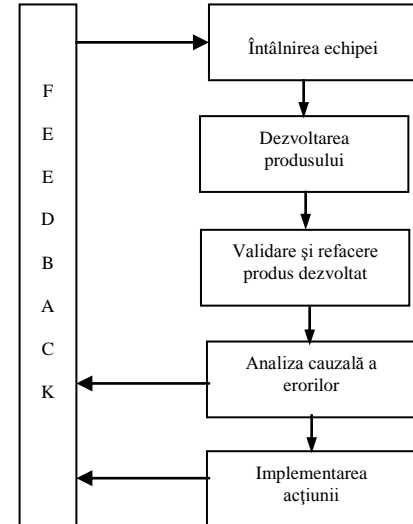 F
E
E
D
B
A
C
K
Întâlnirea echipei
Dezvoltarea
produsului
Validare şi refacere
produs dezvoltat
Analiza cauzală a
erorilor
Implementarea
acţiunii